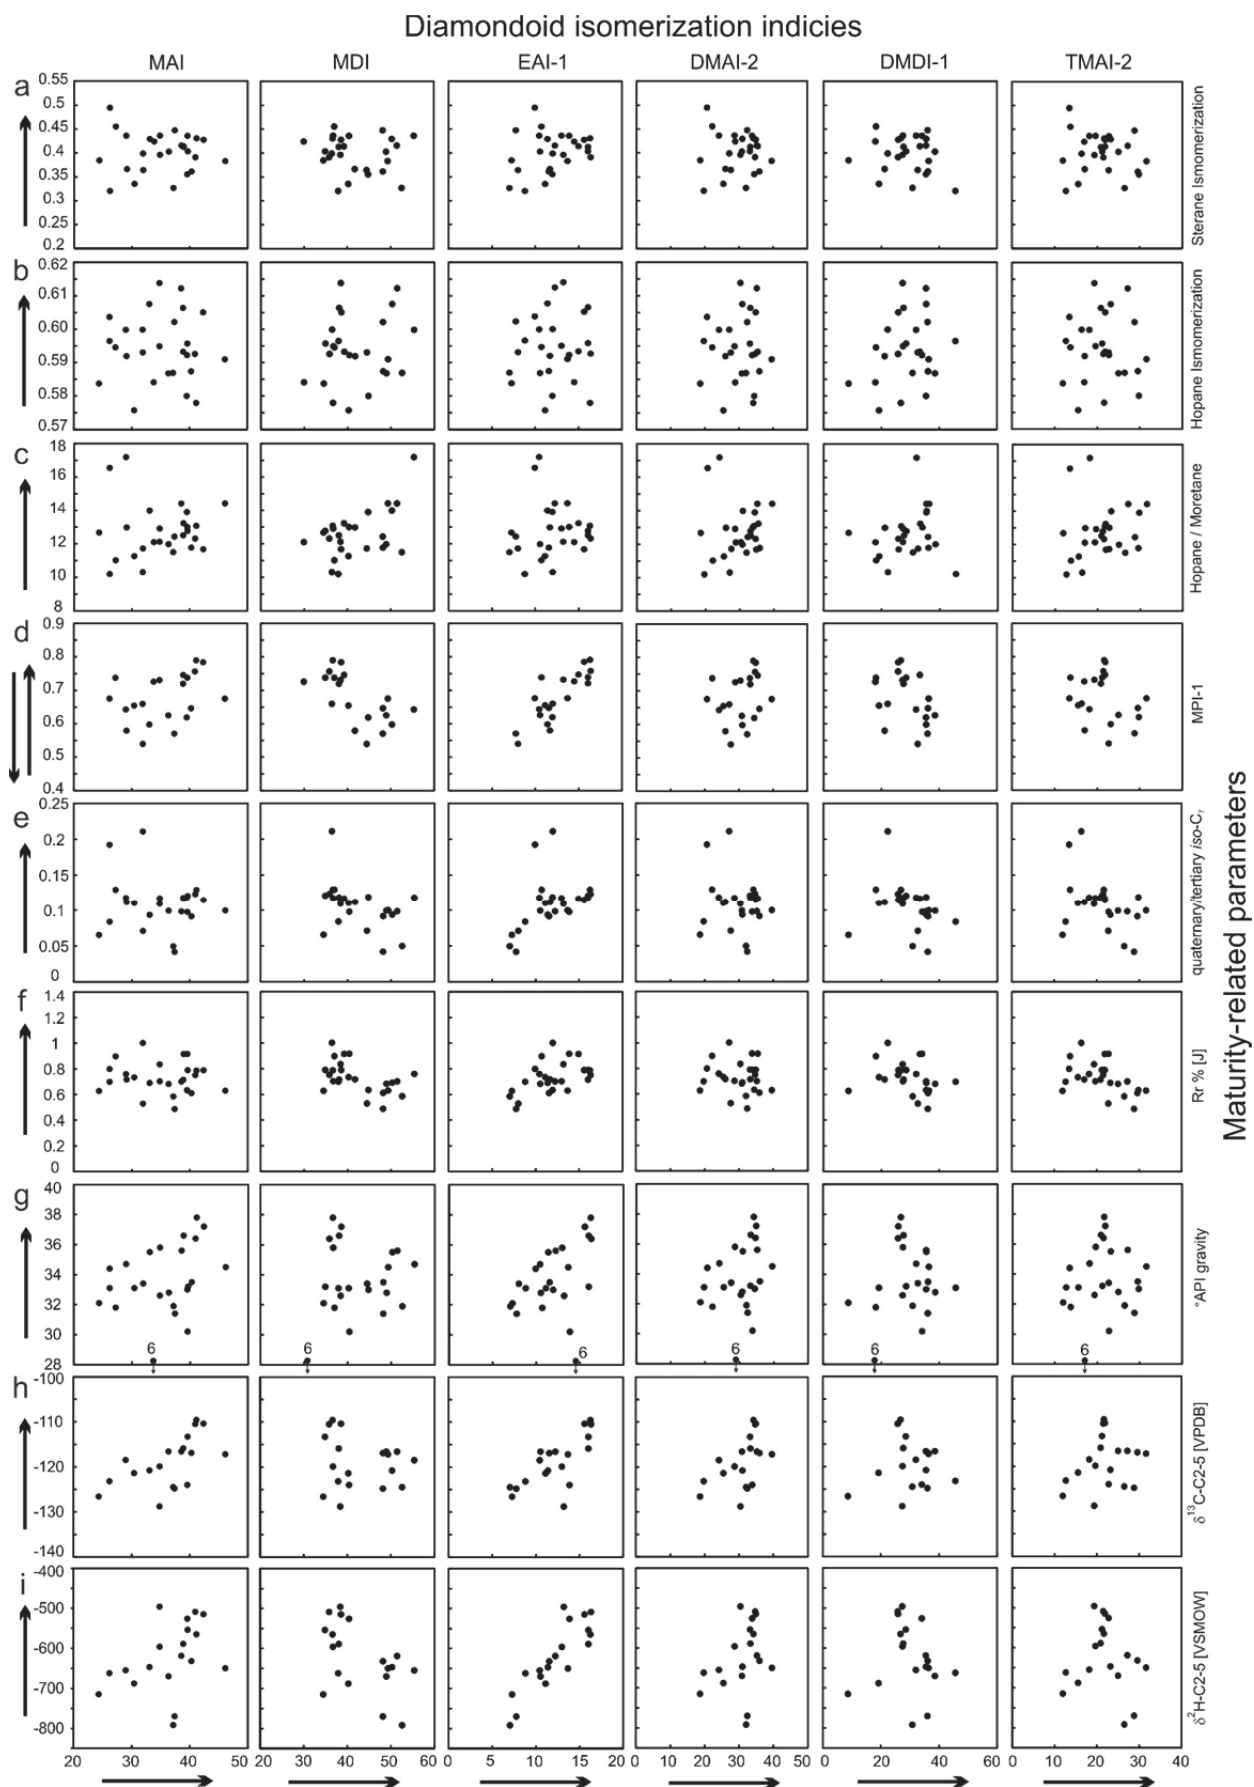 Diamondoid isomerization indicies
MAI MDI EAI-1 DMAI-2 DMDI-1 TMAI-2
a
0.55
0.5
0.45
0.4
0.35
0.3
0.25
0.2
Sterane Ismomerization
b
0.62
0.61
0.60
0.59
0.58
0.57
Hopane Ismomerization
c
18
16
14
12
10
8
Hopane / Moretane
d
0.9
0.8
0.7
0.6
0.5
0.4
MPI-1
e
0.25
0.2
0.15
0.1
0.05
0
quaternary/tertiary iso-C₇
f
1.4
1.2
1
0.8
0.6
0.4
0.2
0
Rr % [J]
g
40
38
36
34
32
30
28
6 6 6 6 6 6
°API gravity
h
-100
-110
-120
-130
-140
δ¹³C-C2-5 [VPDB]
i
-400
-500
-600
-700
-800
δ²H-C2-5 [VSMOW]
20 30 40 50 20 30 40 50 60 0 5 10 15 20 0 10 20 30 40 50 0 20 40 60 0 10 20 30 40
Maturity-related parameters